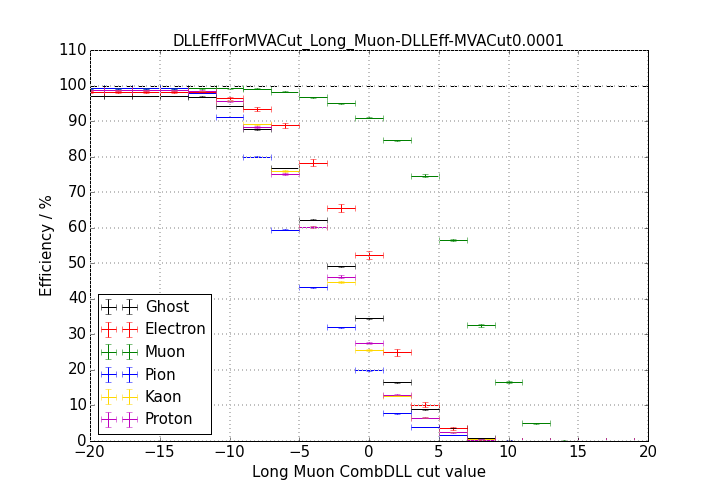 DLLEffForMVACut_Long_Muon-DLLEff-MVACut0.0001
110
100
90
80
70
60
50
40
30
20
10
0
Efficiency / %
Ghost
Electron
Muon
Pion
Kaon
Proton
−20 −15 −10 −5 0 5 10 15 20
Long Muon CombDLL cut value